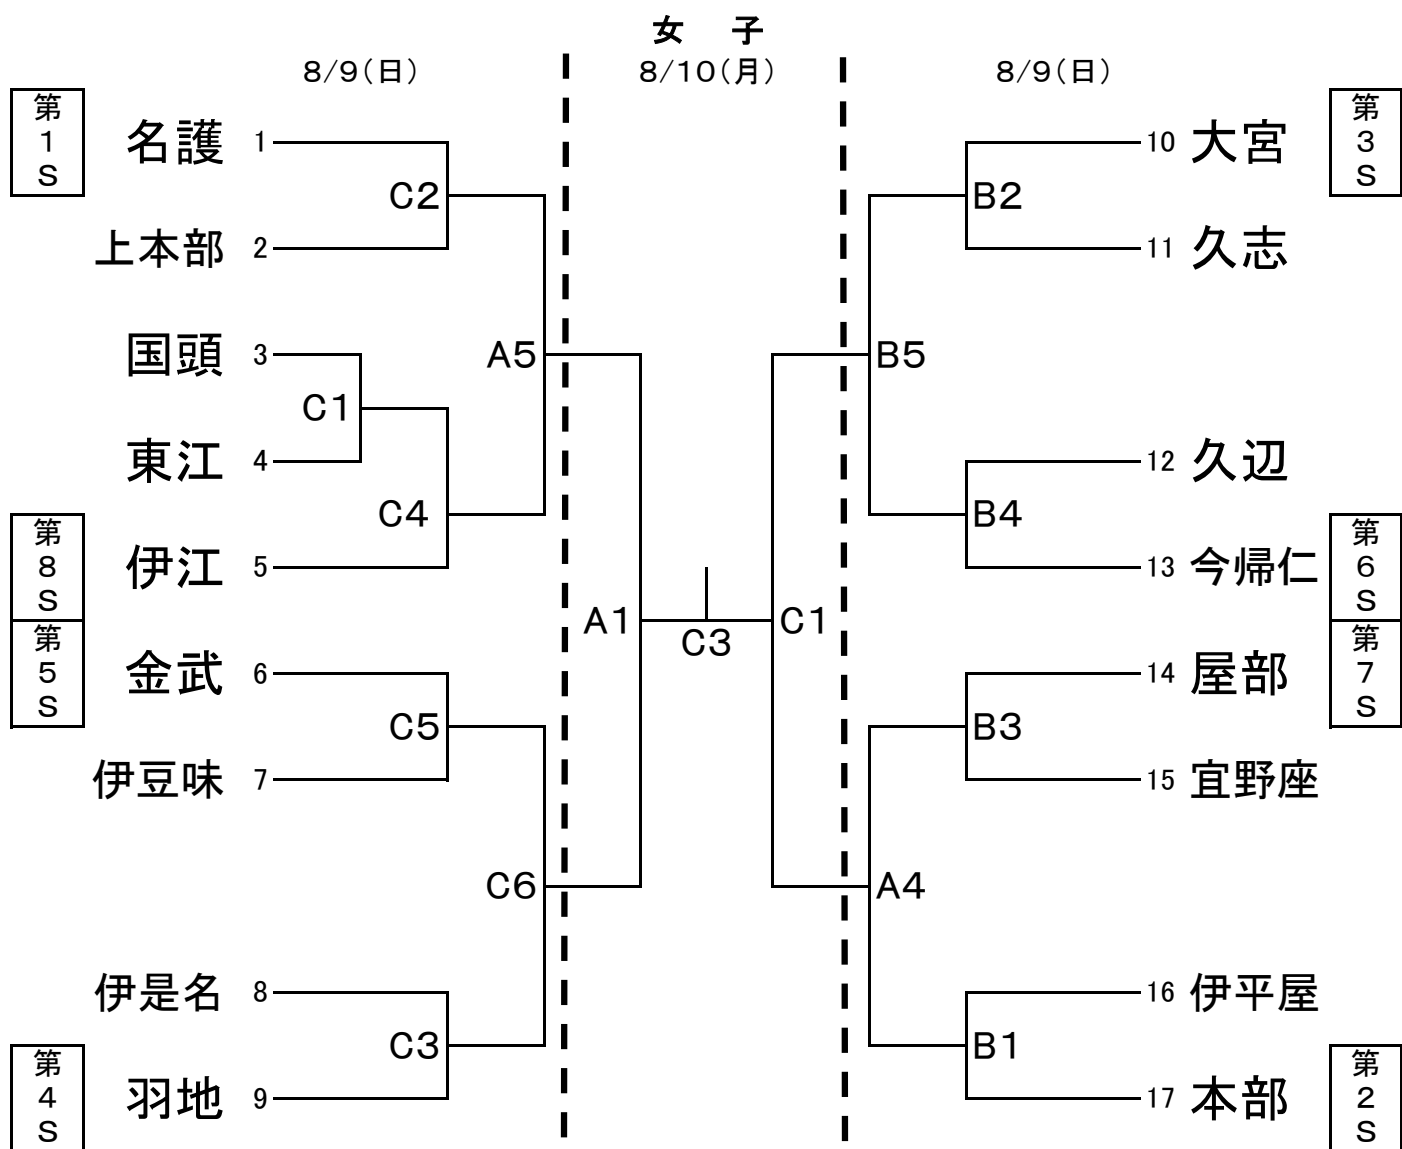 女 子
8/9(日)
8/10(月)
8/9(日)
第1S
名護 1
C2
上本部 2
国頭 3
C1
A5
東江 4
C4
第8S
伊江 5
第5S
金武 6
C5
伊豆味 7
C6
伊是名 8
C3
第4S
羽地 9
A1
C3
C1
10 大宮
第3S
B2
11 久志
B5
12 久辺
B4
13 今帰仁
第6S
14 屋部
第7S
B3
15 宜野座
A4
16 伊平屋
B1
17 本部
第2S